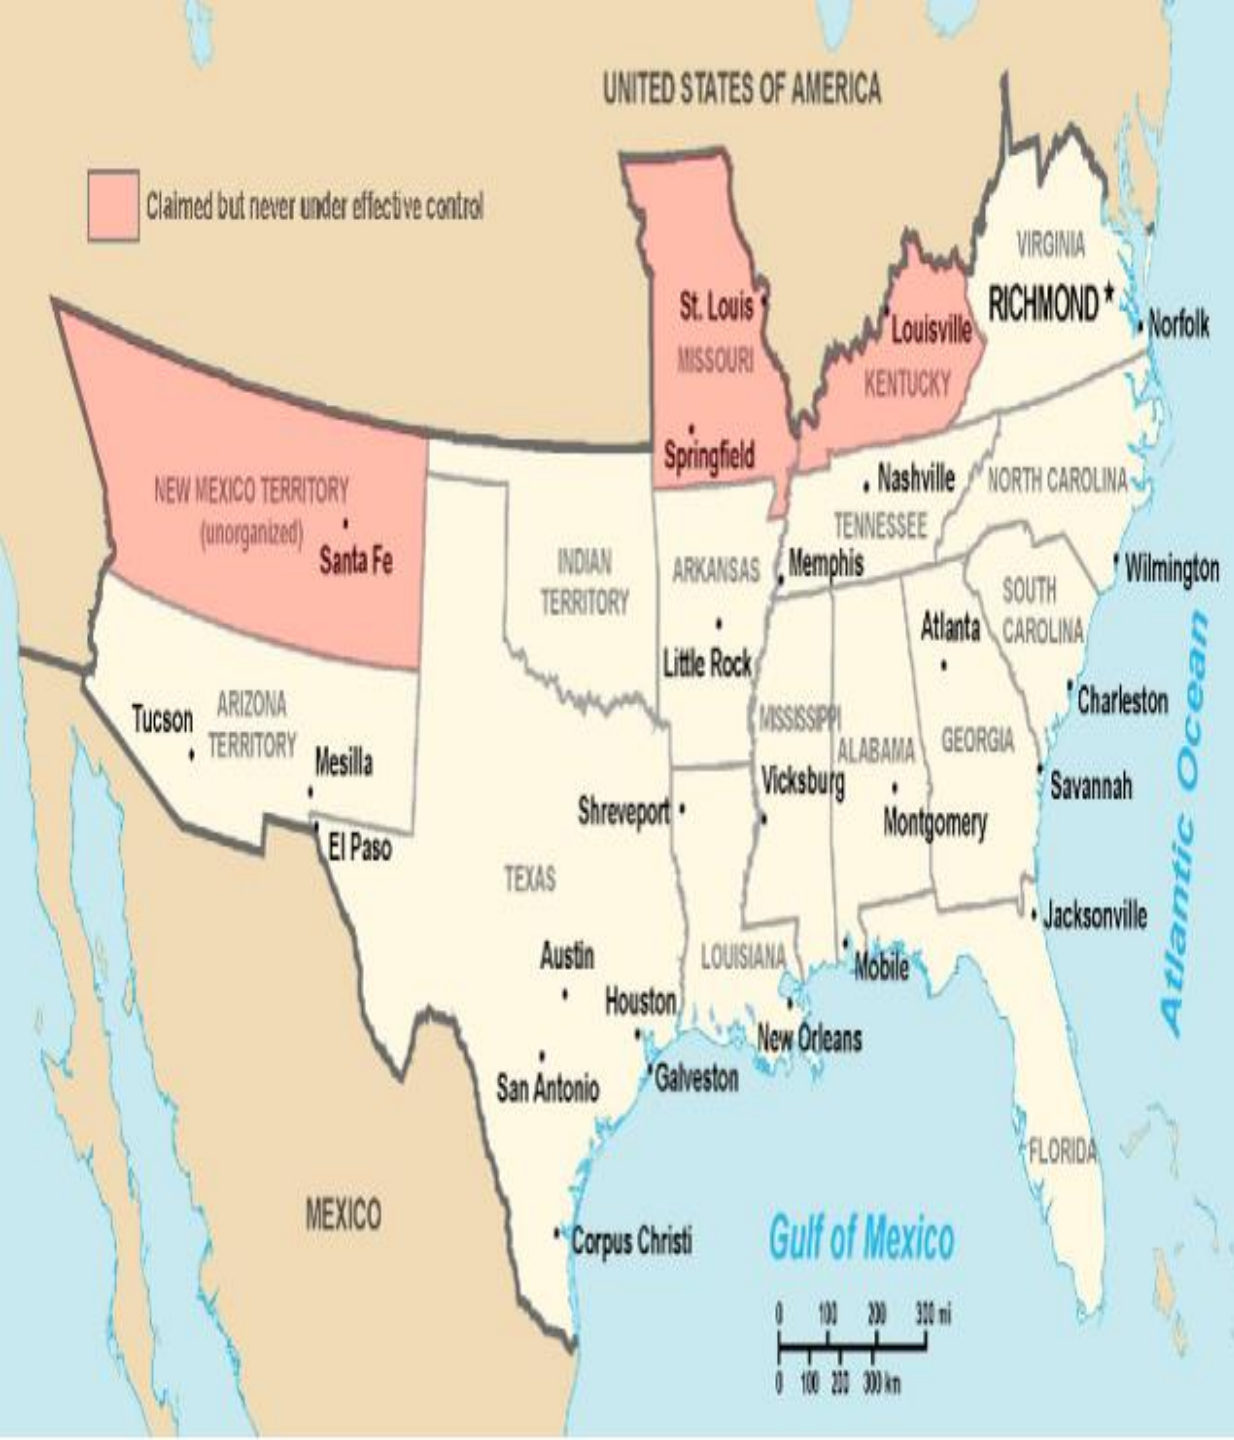 UNITED STATES OF AMERICA
Claimed but never under effective control
VIRGINIA
RICHMOND
Norfolk
St. Louis
MISSOURI
Louisville
KENTUCKY
Springfield
NEW MEXICO TERRITORY
(unorganized)
Santa Fe
Nashville
TENNESSEE
NORTH CAROLINA
INDIAN
TERRITORY
ARKANSAS
Memphis
Wilmington
SOUTH
CAROLINA
Atlanta
Little Rock
Charleston
Tucson
ARIZONA
TERRITORY
Mesilla
MISSISSIPPI
ALABAMA
GEORGIA
Vicksburg
Savannah
Shreveport
Montgomery
El Paso
TEXAS
Atlantic Ocean
Jacksonville
Austin
LOUISIANA
Mobile
Houston
New Orleans
San Antonio
Galveston
FLORIDA
MEXICO
Corpus Christi
Gulf of Mexico
0 100 200 300 mi
0 100 200 300 km